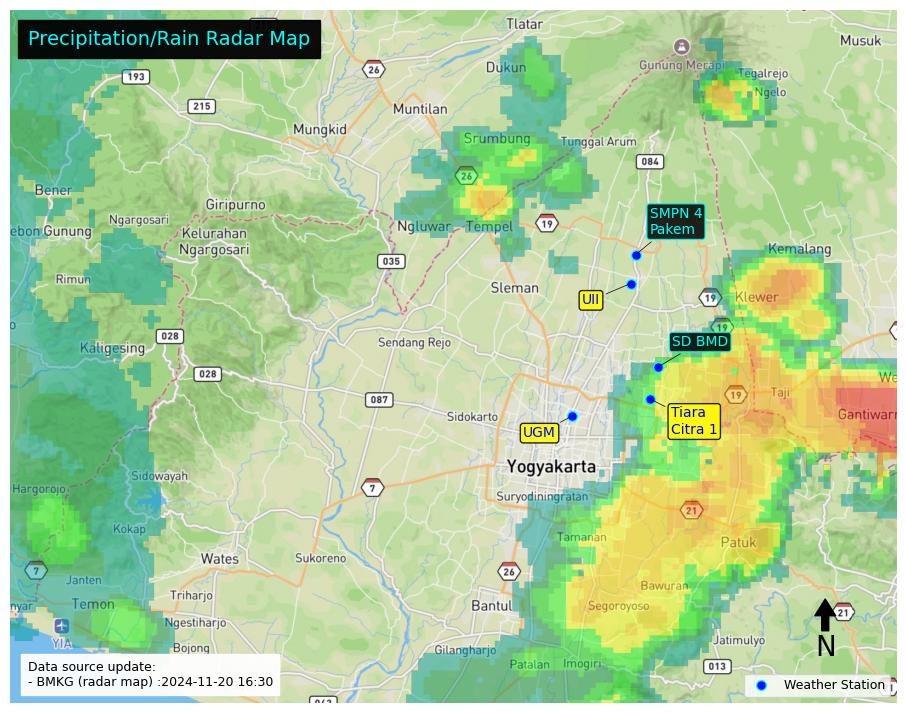 Precipitation/Rain Radar Map
Tlatar
Musuk
26
193
Dukun
Gunung Merapi
Tegalrejo
Ngelo
215
Muntilan
Mungkid
Srumbung
Tunggal Arum
084
26
Bener
Giripurno
Ngargosari
Gunung
Kelurahan
Ngargosari
Ngluwar
Tempel
19
SMPN 4
Pakem
Kemalang
035
Rimun
Sleman
UII
19
Klewer
028
Kaligesing
Sendang Rejo
19
SD BMD
028
087
Sidokarto
19
Taji
Tiara
Citra 1
Gantiwarn
UGM
Yogyakarta
Sidowayah
Hargorojo
7
Suryodiningratan
21
Kokap
Tamanan
Patuk
Wates
Sukoreno
7
26
Janten
Bawuran
Triharjo
Temon
Bantul
Segoroyoso
21
Ngestiharjo
YIA
Bojong
Gilangharjo
Jatimulyo
N
Patalan
Imogiri
013
Data source update:
- BMKG (radar map) :2024-11-20 16:30
Weather Station